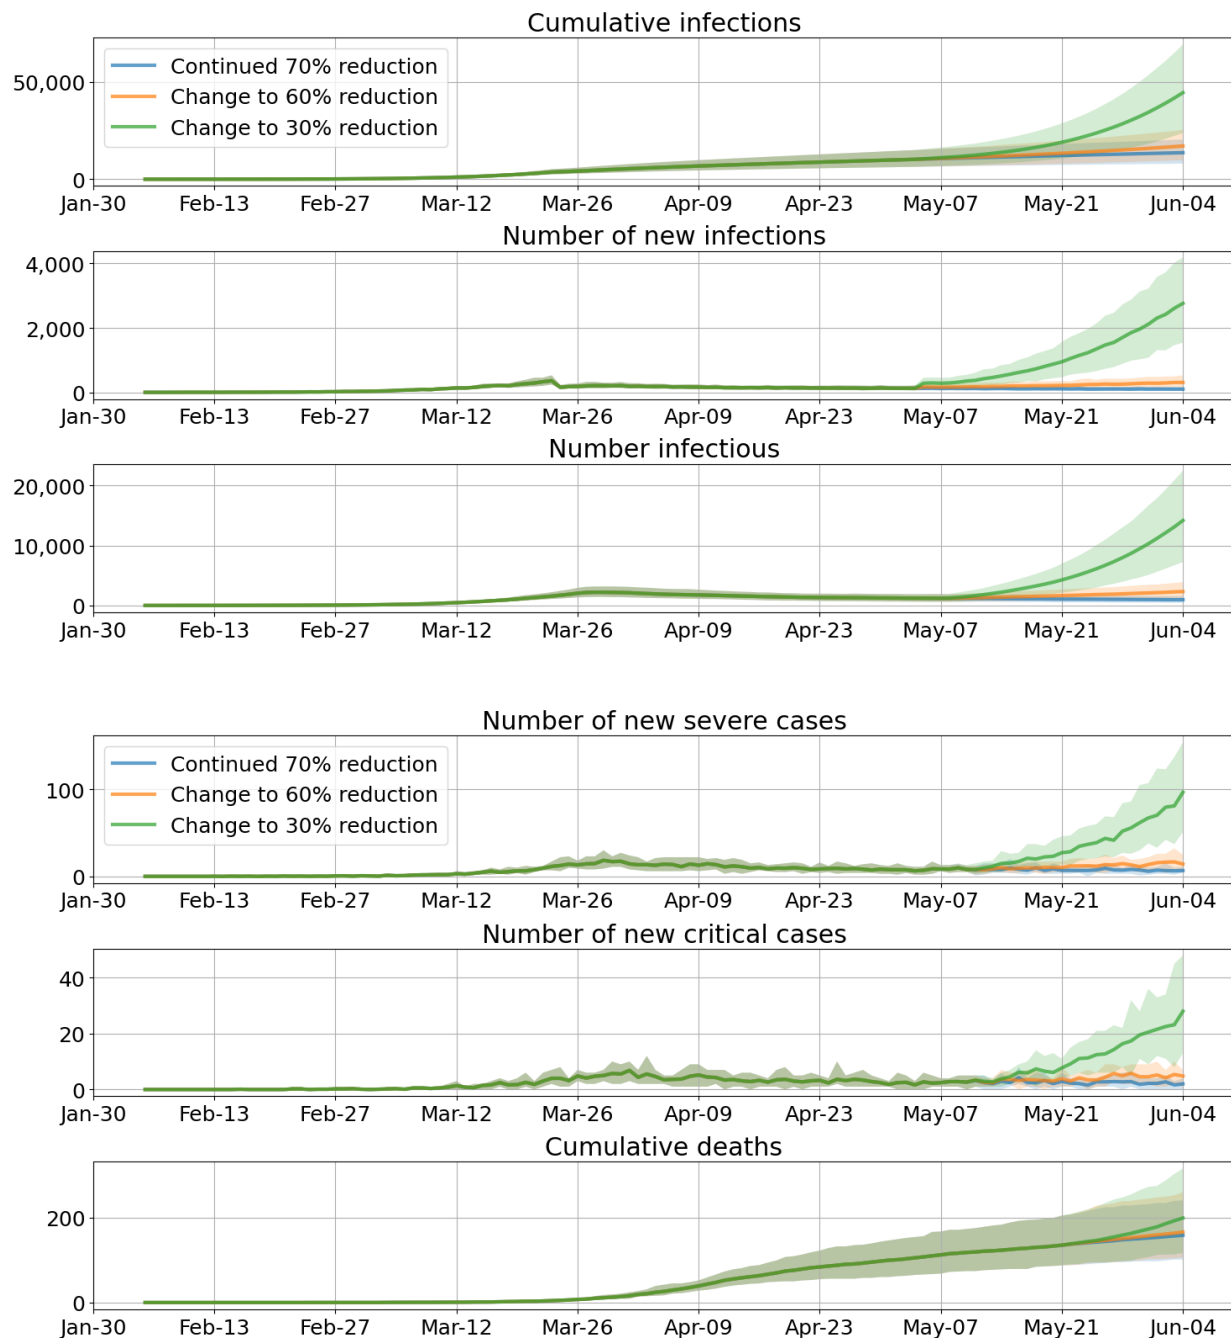 Cumulative infections
Continued 70% reduction
Change to 60% reduction
Change to 30% reduction
50,000
0
Jan-30 Feb-13 Feb-27 Mar-12 Mar-26 Apr-09 Apr-23 May-07 May-21 Jun-04
Number of new infections
4,000
2,000
0
Jan-30 Feb-13 Feb-27 Mar-12 Mar-26 Apr-09 Apr-23 May-07 May-21 Jun-04
Number infectious
20,000
10,000
0
Jan-30 Feb-13 Feb-27 Mar-12 Mar-26 Apr-09 Apr-23 May-07 May-21 Jun-04
Number of new severe cases
Continued 70% reduction
Change to 60% reduction
Change to 30% reduction
100
0
Jan-30 Feb-13 Feb-27 Mar-12 Mar-26 Apr-09 Apr-23 May-07 May-21 Jun-04
Number of new critical cases
40
20
0
Jan-30 Feb-13 Feb-27 Mar-12 Mar-26 Apr-09 Apr-23 May-07 May-21 Jun-04
Cumulative deaths
200
0
Jan-30 Feb-13 Feb-27 Mar-12 Mar-26 Apr-09 Apr-23 May-07 May-21 Jun-04